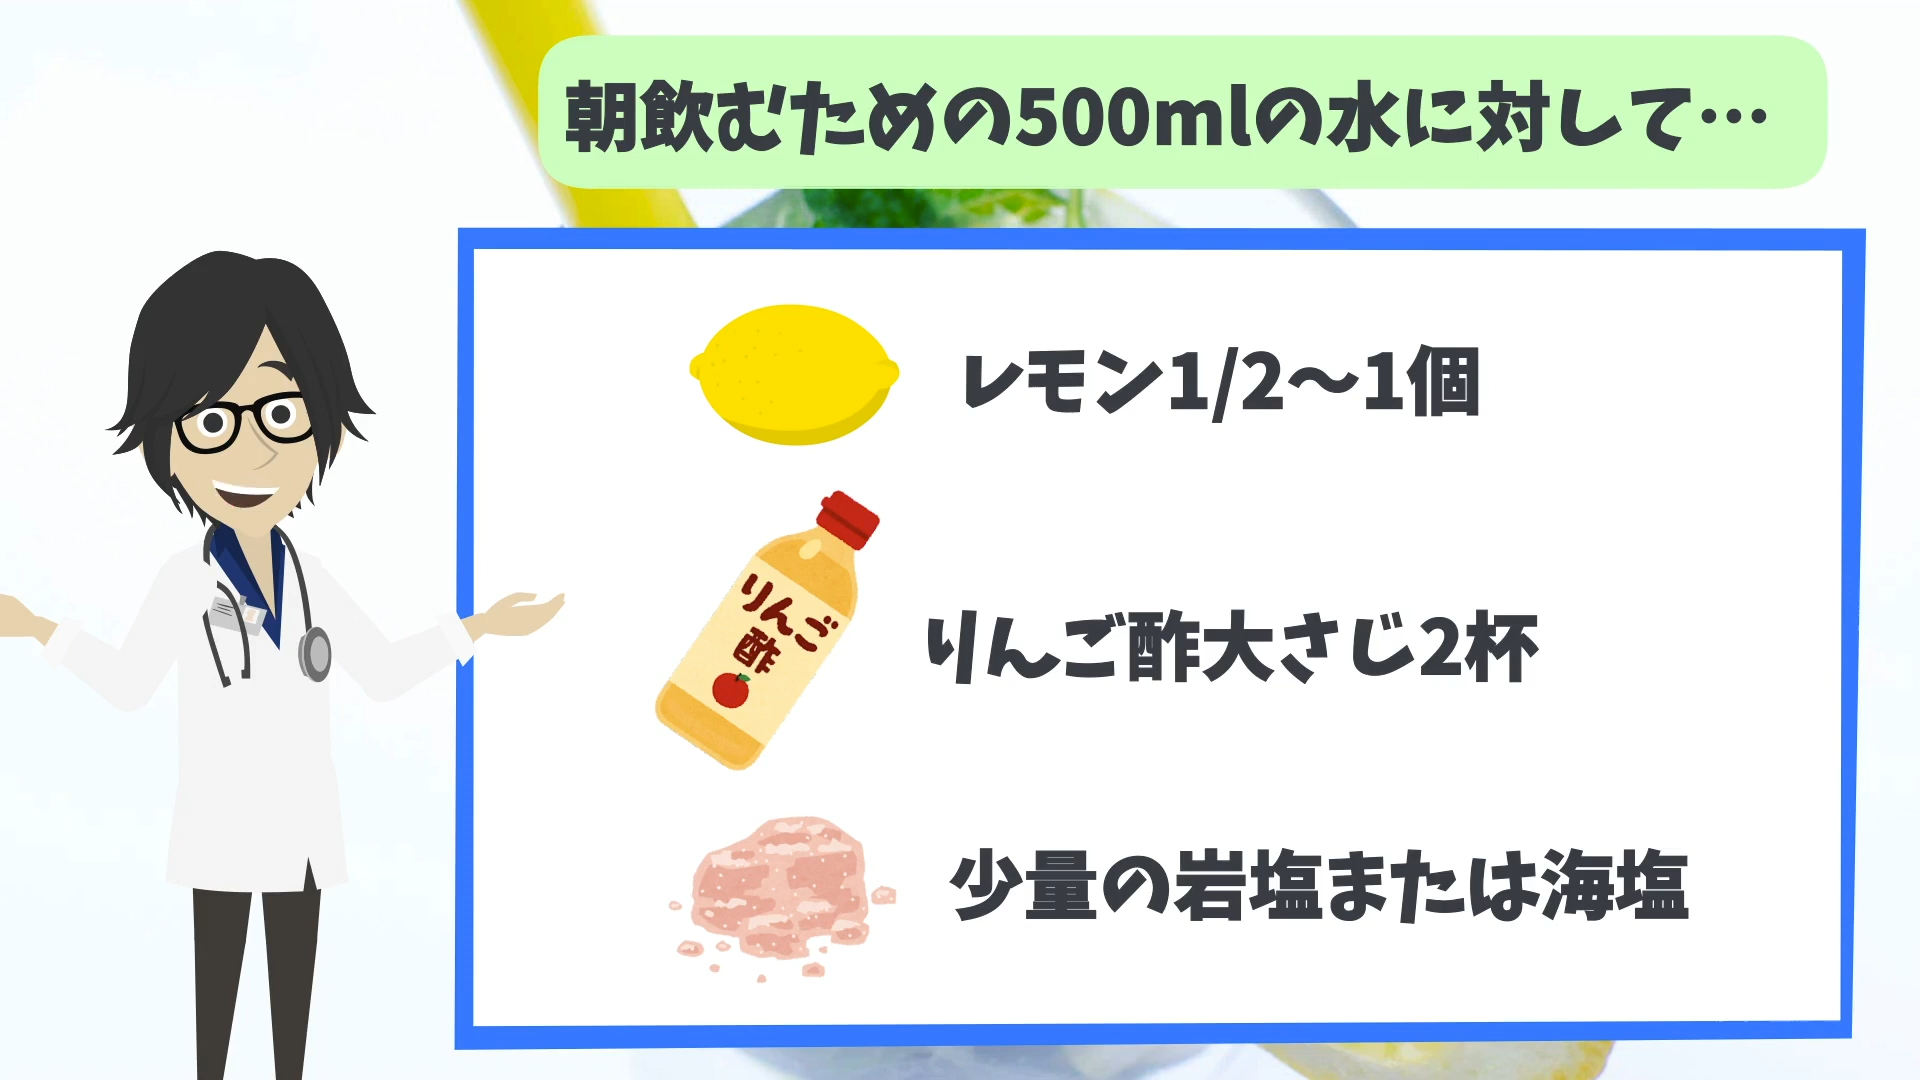 朝飲むための500mlの水に対して…
レモン1/2〜1個
りんご
酢
りんご酢大さじ2杯
少量の岩塩または海塩